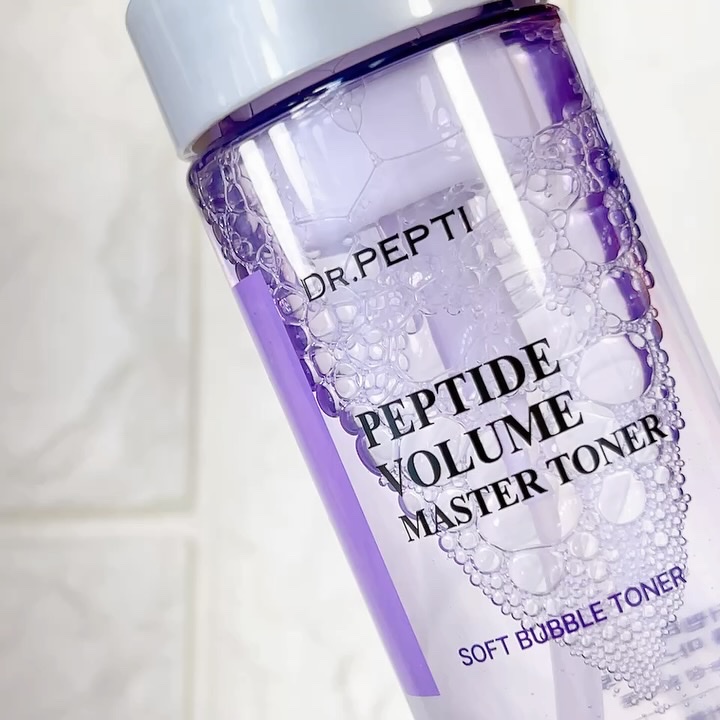 DR.PEPTI
PEPTIDE
VOLUME
MASTER TONER
SOFT BUBBLE TONER